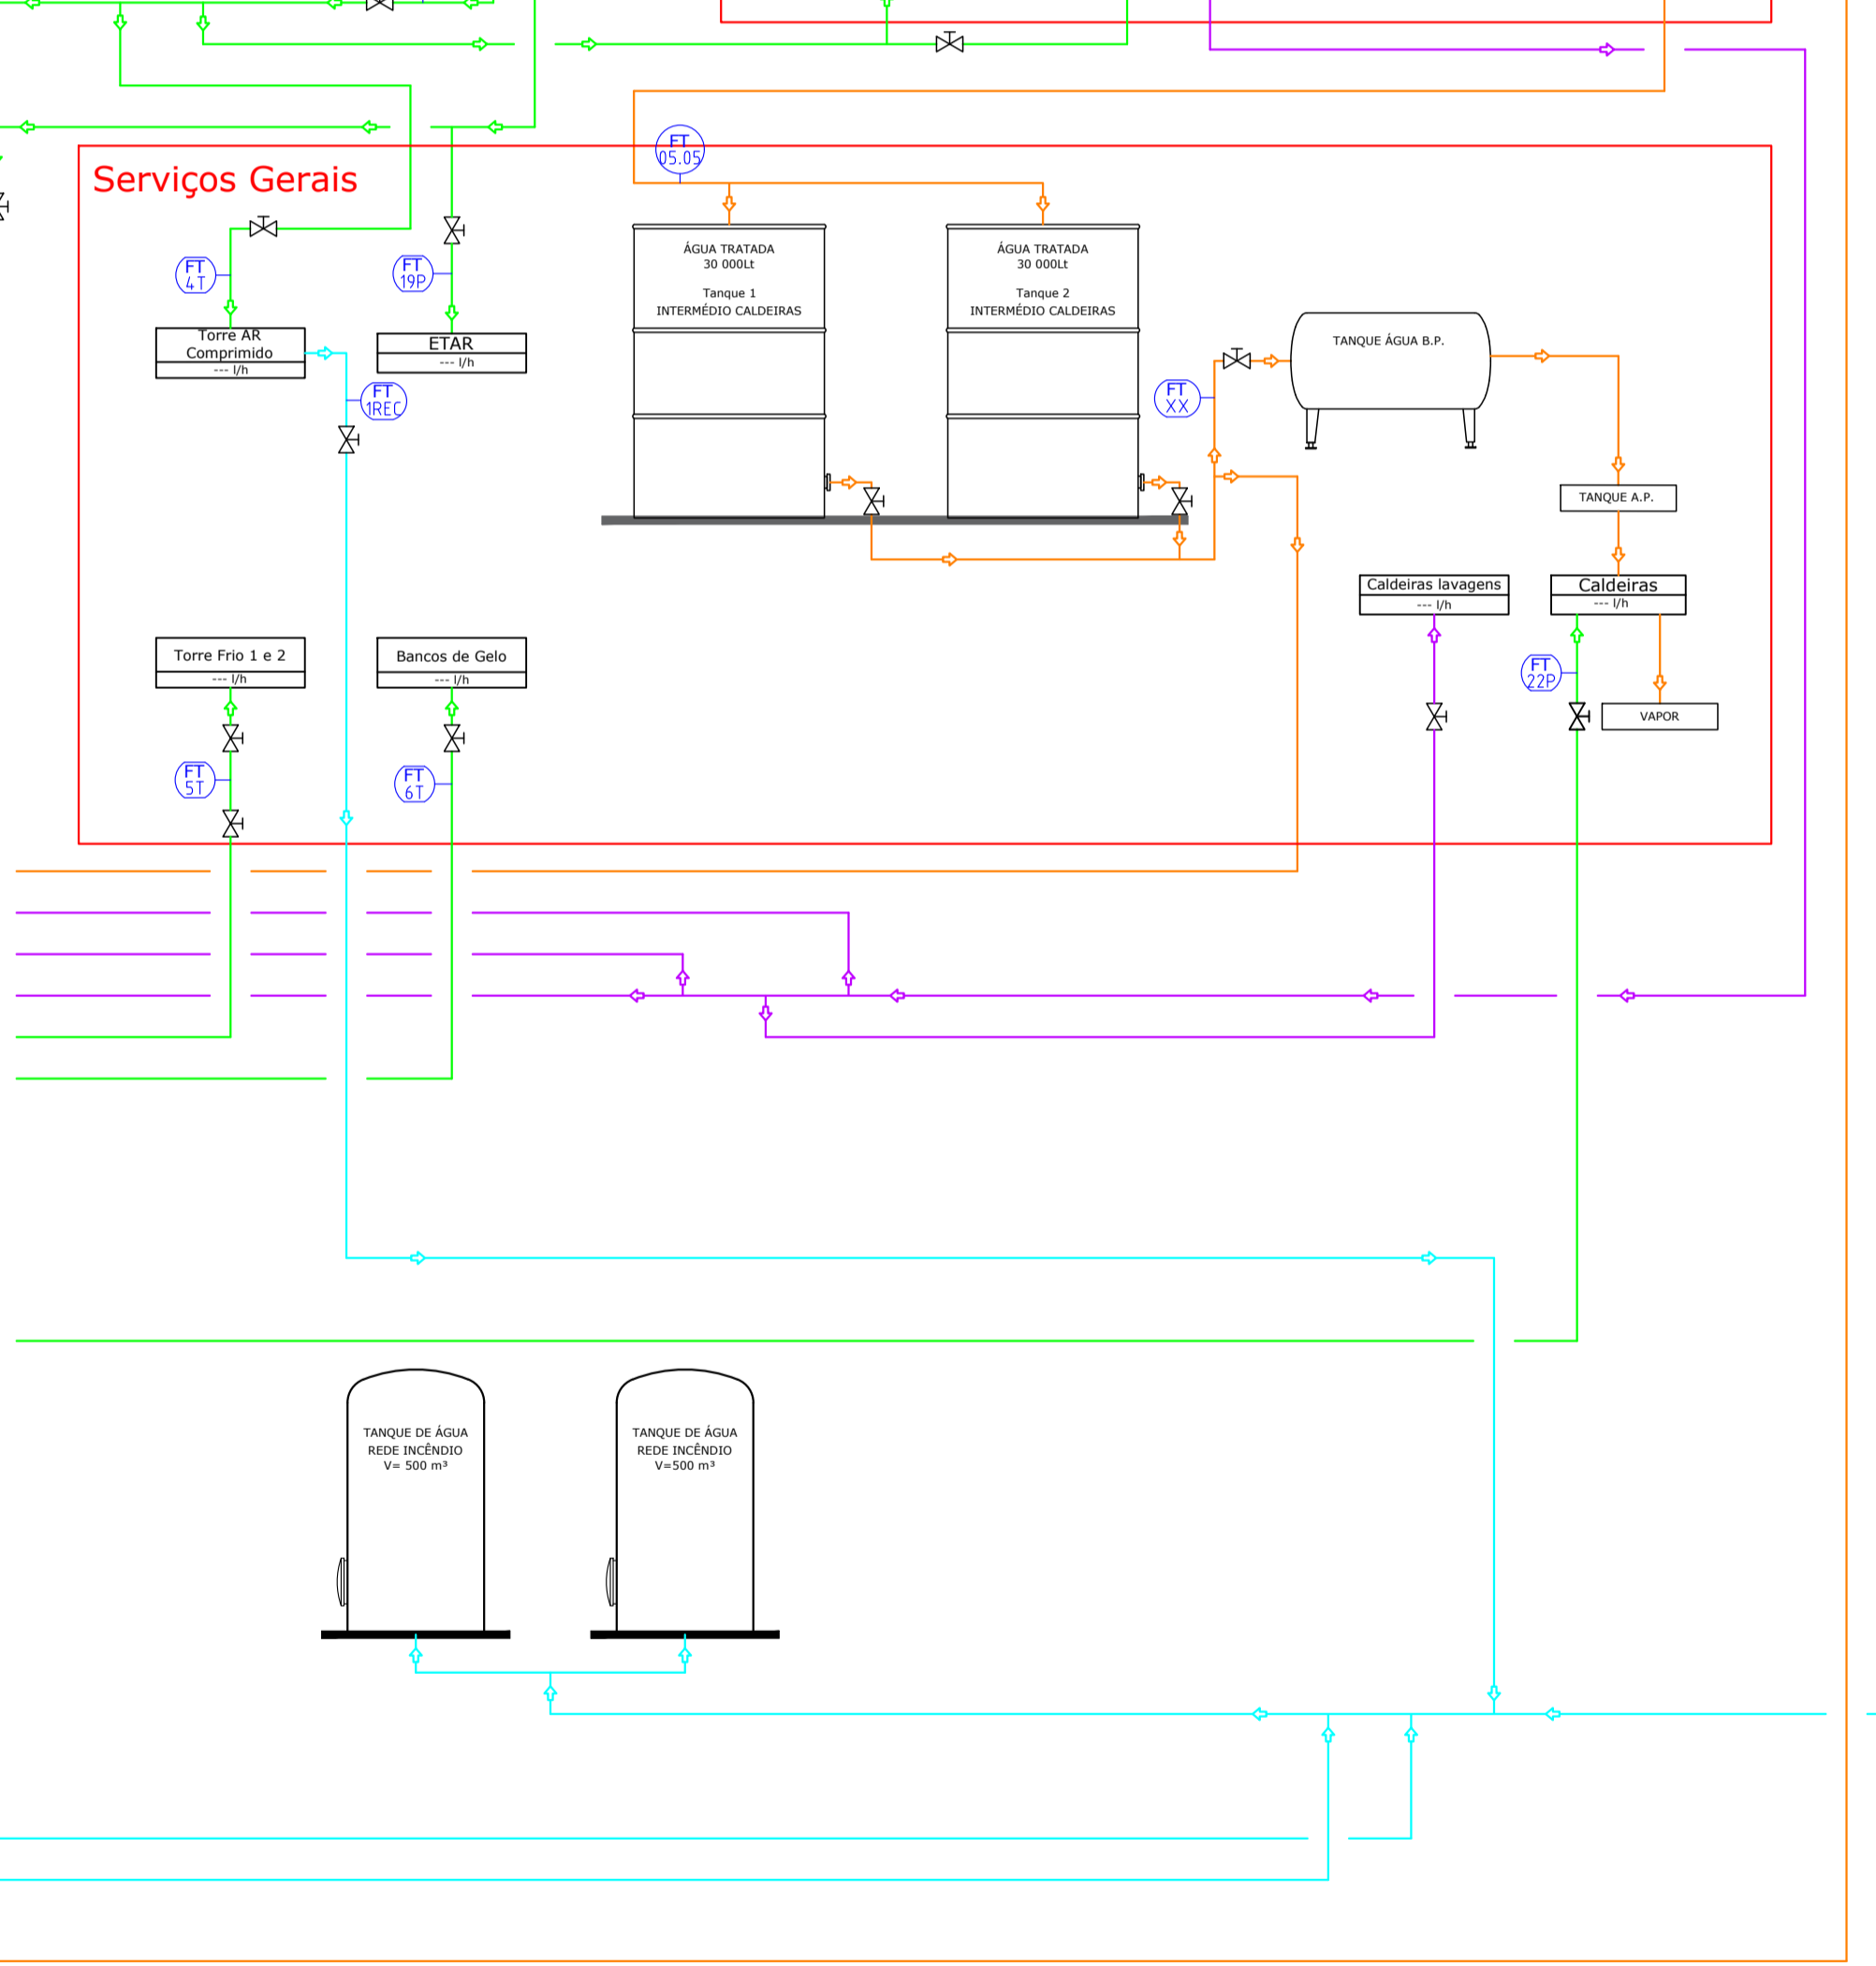 Serviços Gerais
FT
05.05
FT
4T
FT
19P
Torre AR
Comprimido
--- l/h
ETAR
--- l/h
FT
1REC
ÁGUA TRATADA
30 000Lt
Tanque 1
INTERMÉDIO CALDEIRAS
ÁGUA TRATADA
30 000Lt
Tanque 2
INTERMÉDIO CALDEIRAS
FT
XX
TANQUE ÁGUA B.P.
TANQUE A.P.
Caldeiras lavagens
--- l/h
Caldeiras
--- l/h
FT
22P
VAPOR
Torre Frio 1 e 2
--- l/h
Bancos de Gelo
--- l/h
FT
5T
FT
6T
TANQUE DE ÁGUA
REDE INCÊNDIO
V= 500 m³
TANQUE DE ÁGUA
REDE INCÊNDIO
V=500 m³